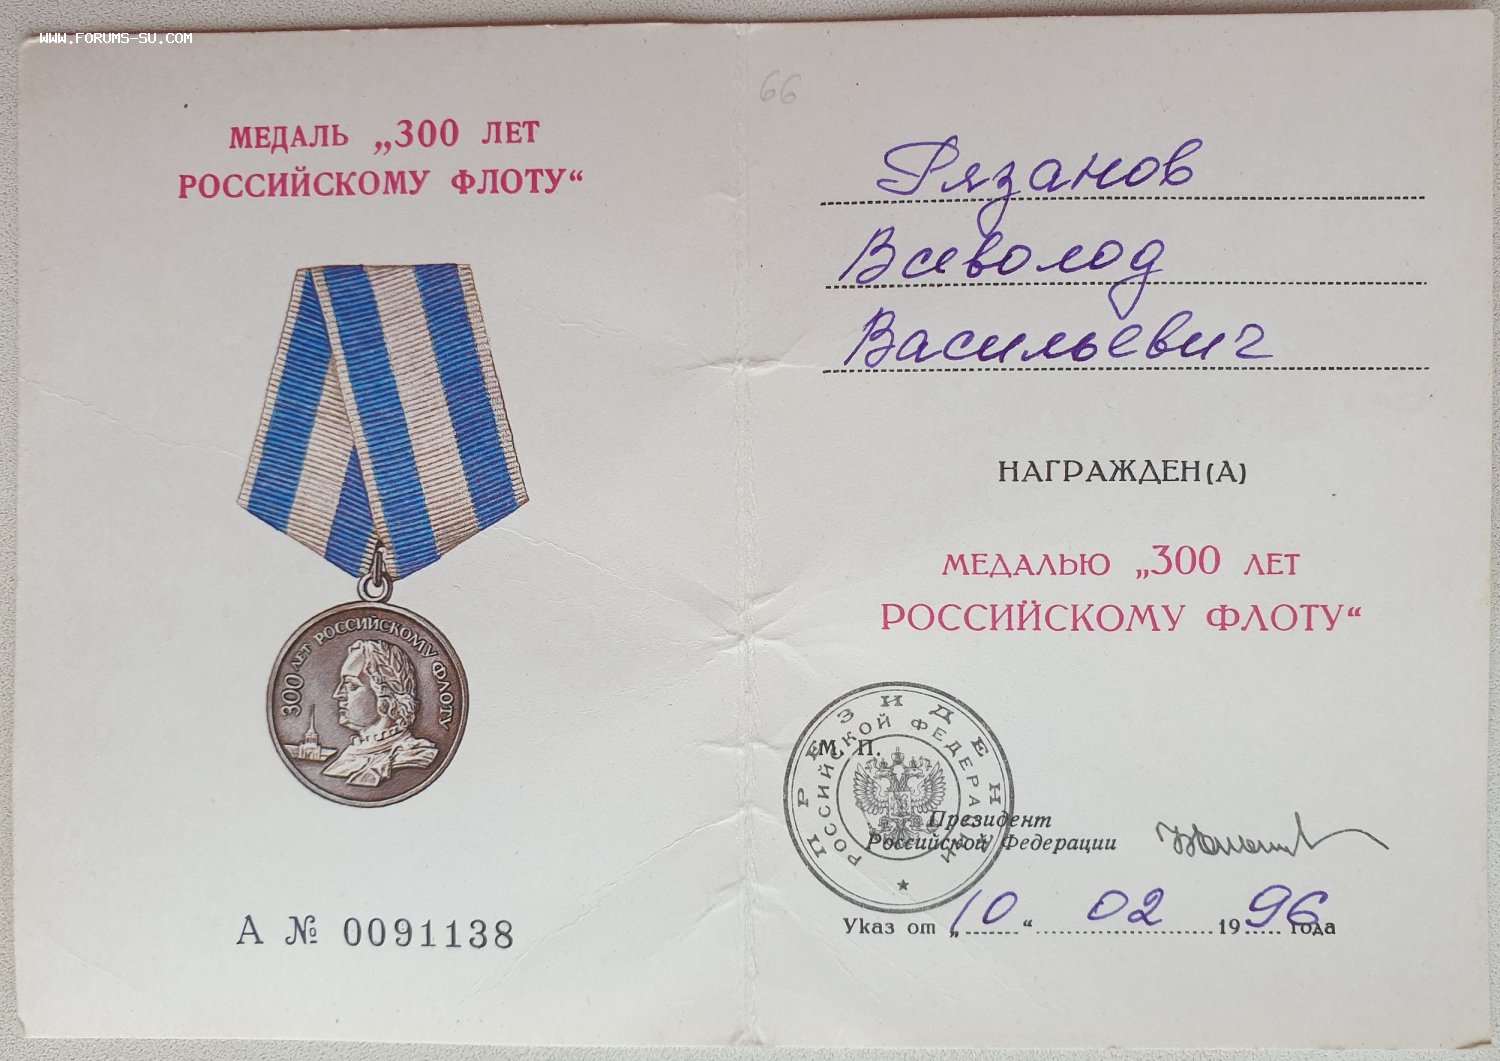 WWW.FORUMS-SU.COM
МЕДАЛЬ „300 ЛЕТ
РОССИЙСКОМУ ФЛОТУ“
300 ЛЕТ РОССИЙСКОМУ ФЛОТУ
А № 0091138
66
Рязанов
Всеволод
Васильевич
НАГРАЖДЕН(А)
МЕДАЛЬЮ „300 ЛЕТ
РОССИЙСКОМУ ФЛОТУ“
ПРЕЗИДЕНТ
РОССИЙСКОЙ ФЕДЕРАЦИИ
М. П.
Президент
Российской Федерации
Указ от „10“ 02 1996 года